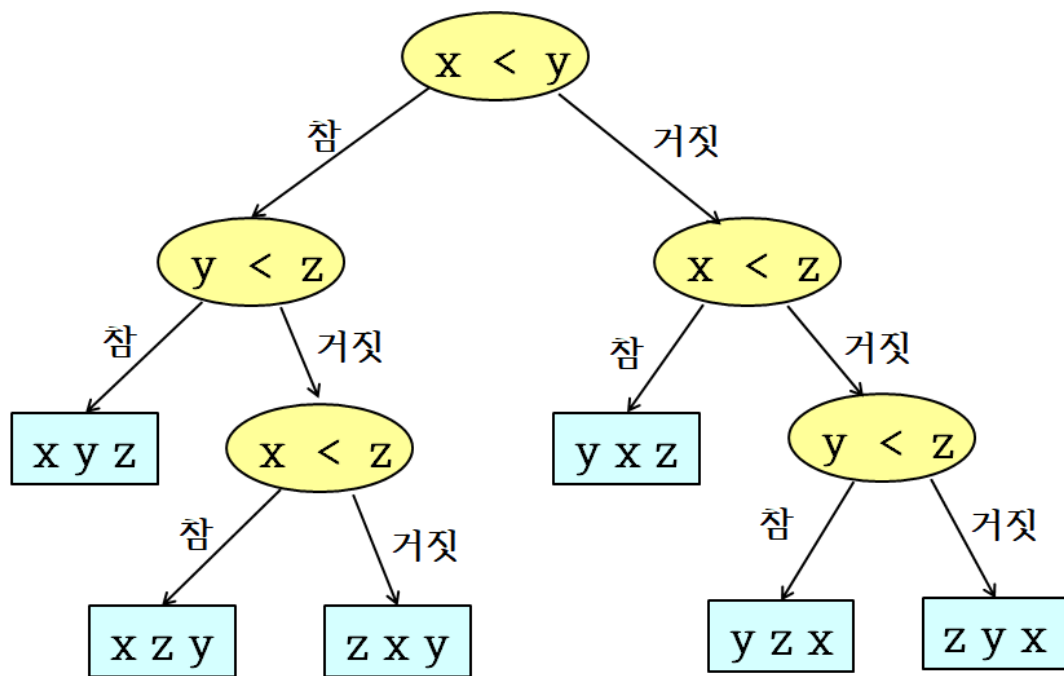 x < y
참
거짓
y < z
x < z
참
거짓
참
거짓
x y z
x < z
y x z
y < z
참
거짓
참
거짓
x z y
z x y
y z x
z y x